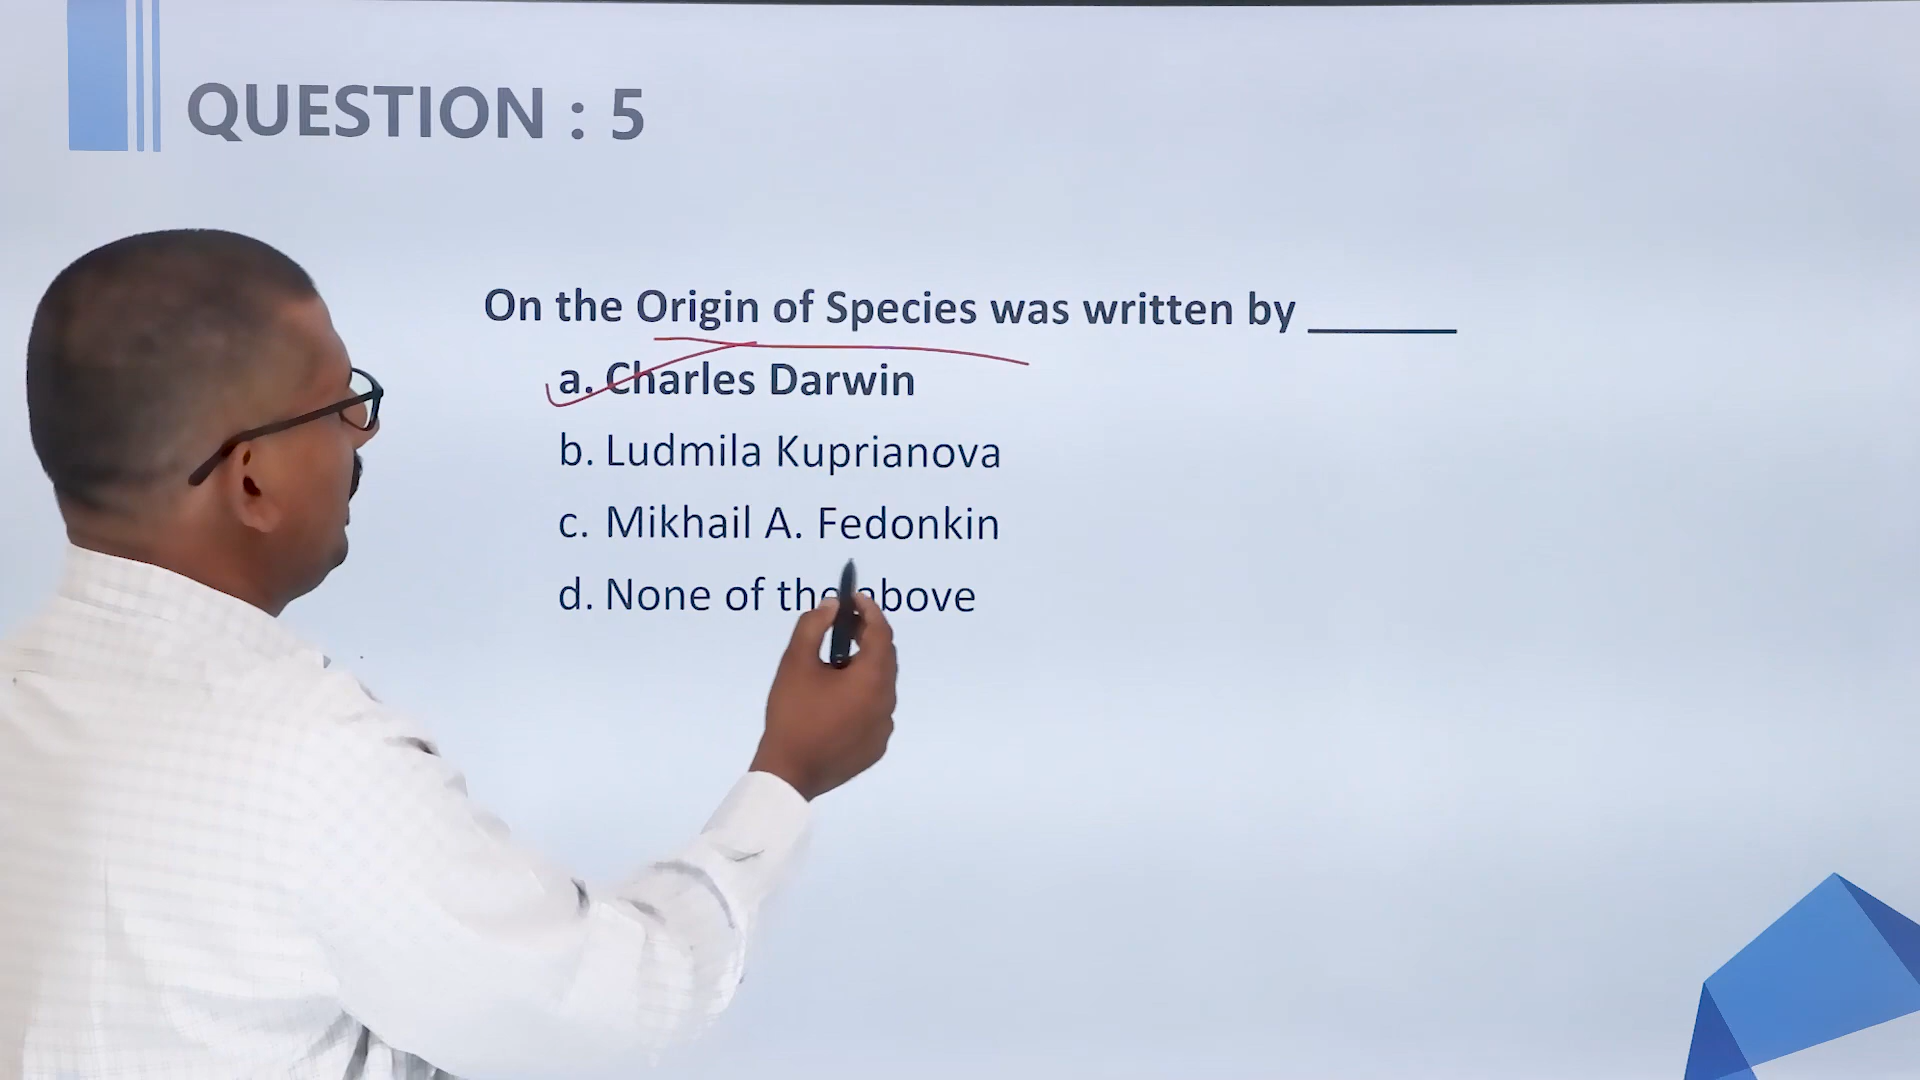 QUESTION : 5
On the Origin of Species was written by ______
a. Charles Darwin
b. Ludmila Kuprianova
c. Mikhail A. Fedonkin
d. None of the above